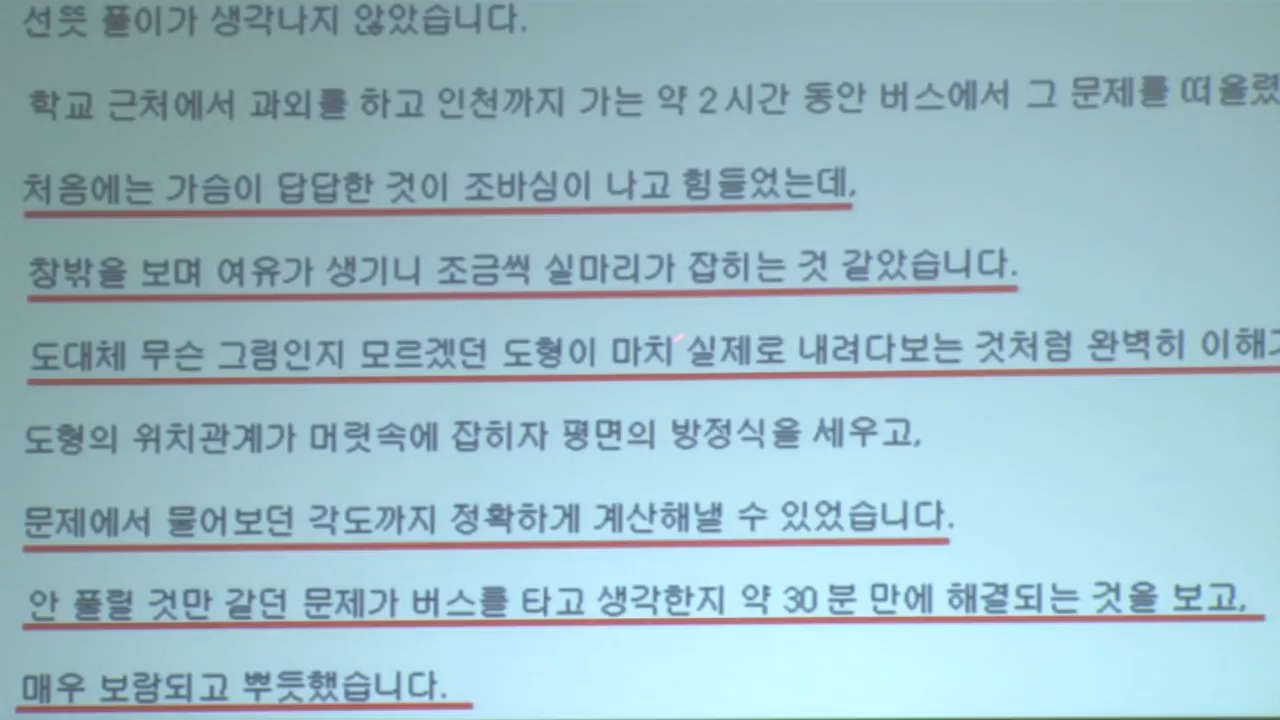 선뜻 풀이가 생각나지 않았습니다.
학교 근처에서 과외를 하고 인천까지 가는 약 2시간 동안 버스에서 그 문제를 떠올렸
처음에는 가슴이 답답한 것이 조바심이 나고 힘들었는데,
창밖을 보며 여유가 생기니 조금씩 실마리가 잡히는 것 같았습니다.
도대체 무슨 그림인지 모르겠던 도형이 마치 실제로 내려다보는 것처럼 완벽히 이해
도형의 위치관계가 머릿속에 잡히자 평면의 방정식을 세우고,
문제에서 물어보던 각도까지 정확하게 계산해낼 수 있었습니다.
안 풀릴 것만 같던 문제가 버스를 타고 생각한지 약 30분 만에 해결되는 것을 보고,
매우 보람되고 뿌듯했습니다.